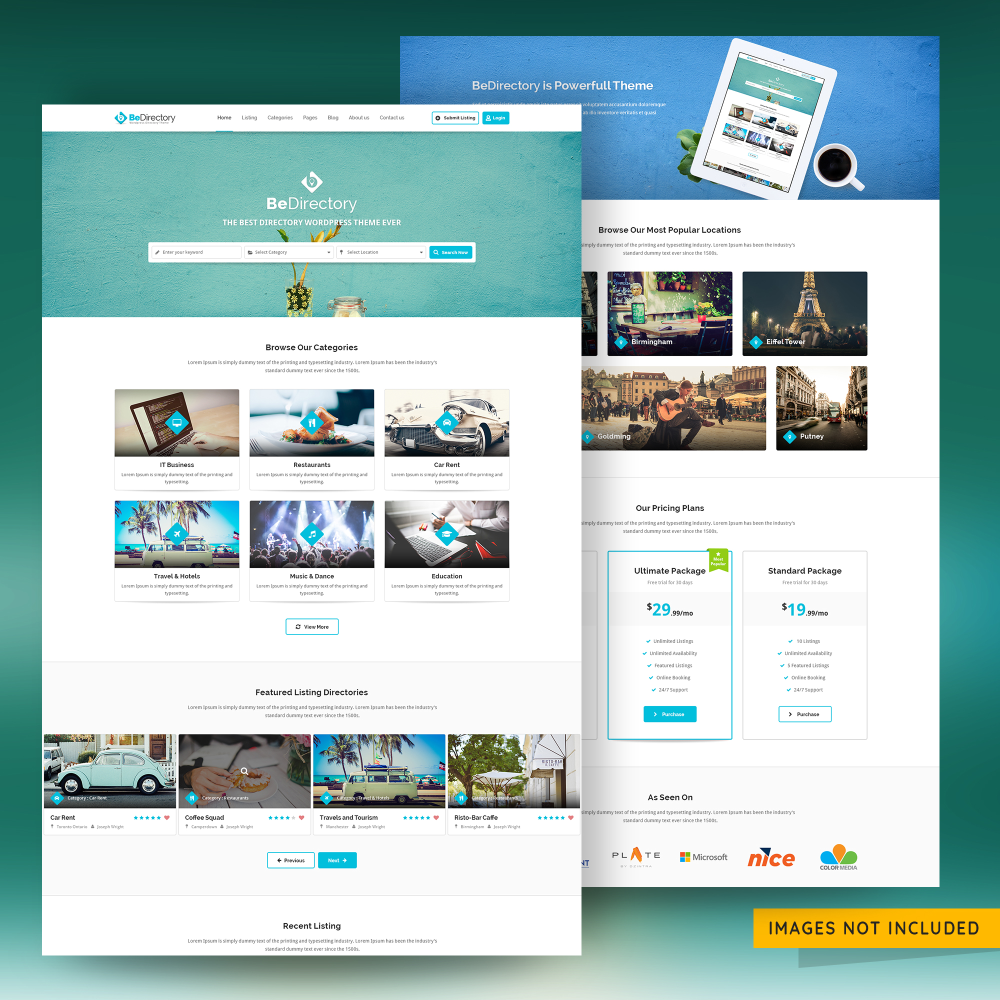 BeDirectory
Wordpress Directory Theme
Home Listing Categories Pages Blog About us Contact us
Submit Listing Login
BeDirectory
THE BEST DIRECTORY WORDPRESS THEME EVER
Enter your keyword Select Category Select Location Search Now
Browse Our Categories
Lorem Ipsum is simply dummy text of the printing and typesetting industry. Lorem Ipsum has been the industry's
standard dummy text ever since the 1500s,
IT Business
Lorem Ipsum is simply dummy text of the printing and
typesetting.
Restaurants
Lorem Ipsum is simply dummy text of the printing and
typesetting.
Car Rent
Lorem Ipsum is simply dummy text of the printing and
typesetting.
Travel & Hotels
Lorem Ipsum is simply dummy text of the printing and
typesetting.
Music & Dance
Lorem Ipsum is simply dummy text of the printing and
typesetting.
Education
Lorem Ipsum is simply dummy text of the printing and
typesetting.
View More
Featured Listing Directories
Lorem Ipsum is simply dummy text of the printing and typesetting industry. Lorem Ipsum has been the industry's
standard dummy text ever since the 1500s,
Category : Car Rent
Car Rent
Toronto Ontario Joseph Wright
Category : Restaurants
Coffee Squad
Camperdown Joseph Wright
Category : Travel & Hotels
Travels and Tourism
Manchester Joseph Wright
RISTO-BAR
IL CAFFE
Category : Restaurants
Risto-Bar Caffe
Birmingham Joseph Wright
Previous Next
Recent Listing
Lorem Ipsum is simply dummy text of the printing and typesetting industry. Lorem Ipsum has been the industry's
standard dummy text ever since the 1500s,
BeDirectory is Powerfull Theme
voluptatem accusantium doloremque
ab illo inventore veritatis et quasi
Browse Our Most Popular Locations
simply dummy text of the printing and typesetting industry. Lorem Ipsum has been the industry's
standard dummy text ever since the 1500s,
mit
Birmingham
Eiffel Tower
Goldming
Putney
Our Pricing Plans
simply dummy text of the printing and typesetting industry. Lorem Ipsum has been the industry's
standard dummy text ever since the 1500s,
Most
Popular
Ultimate Package
Free trial for 30 days
$29.99/mo
Unlimited Listings
Unlimited Availability
Featured Listings
Online Booking
24/7 Support
Purchase
Standard Package
Free trial for 30 days
$19.99/mo
10 Listings
Unlimited Availability
5 Featured Listings
Online Booking
24/7 Support
Purchase
As Seen On
simply dummy text of the printing and typesetting industry. Lorem Ipsum has been the industry's
standard dummy text ever since the 1500s,
NT
PLATE
BY DZINTRA
Microsoft
nice
COLOR MEDIA
IMAGES NOT INCLUDED